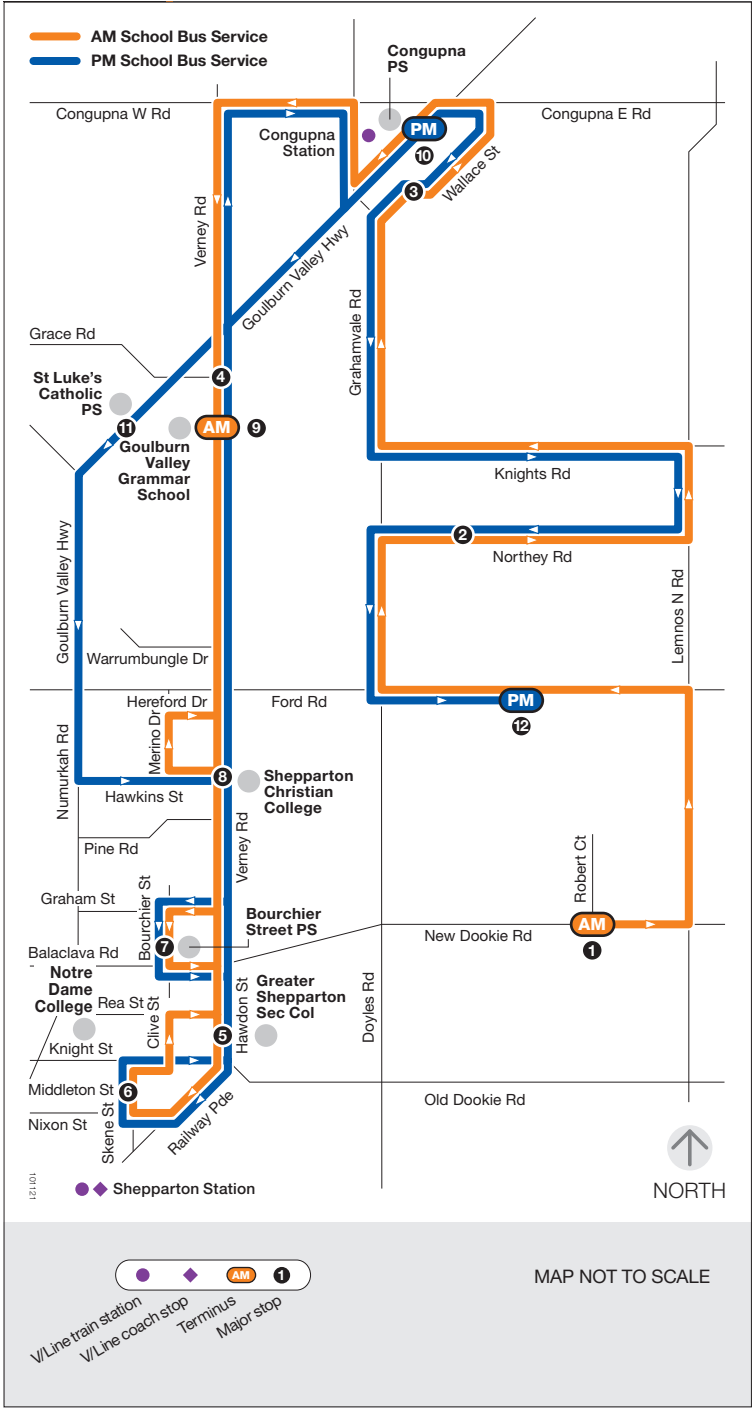 AM School Bus Service
PM School Bus Service
Congupna
PS
Congupna W Rd
Congupna E Rd
Congupna
Station
PM
10
3
Wallace St
Verney Rd
Goulburn Valley Hwy
Grahamvale Rd
Grace Rd
4
St Luke's
Catholic
PS
11
AM
9
Goulburn
Valley
Grammar
School
Knights Rd
2
Northey Rd
Goulburn Valley Hwy
Lemnos N Rd
Warrumbungle Dr
Hereford Dr
Ford Rd
PM
12
Merino Dr
Numurkah Rd
8
Shepparton
Christian
College
Hawkins St
Pine Rd
Verney Rd
Robert Ct
Graham St
Bourchier St
Bourchier
Street PS
AM
1
New Dookie Rd
7
Balaclava Rd
Notre
Dame
College
Rea St
Clive St
Hawdon St
Greater
Shepparton
Sec Col
Doyles Rd
5
Knight St
Middleton St
6
Nixon St
Skene St
Railway Pde
Old Dookie Rd
101121
Shepparton Station
NORTH
AM
1
V/Line train station
V/Line coach stop
Terminus
Major stop
MAP NOT TO SCALE